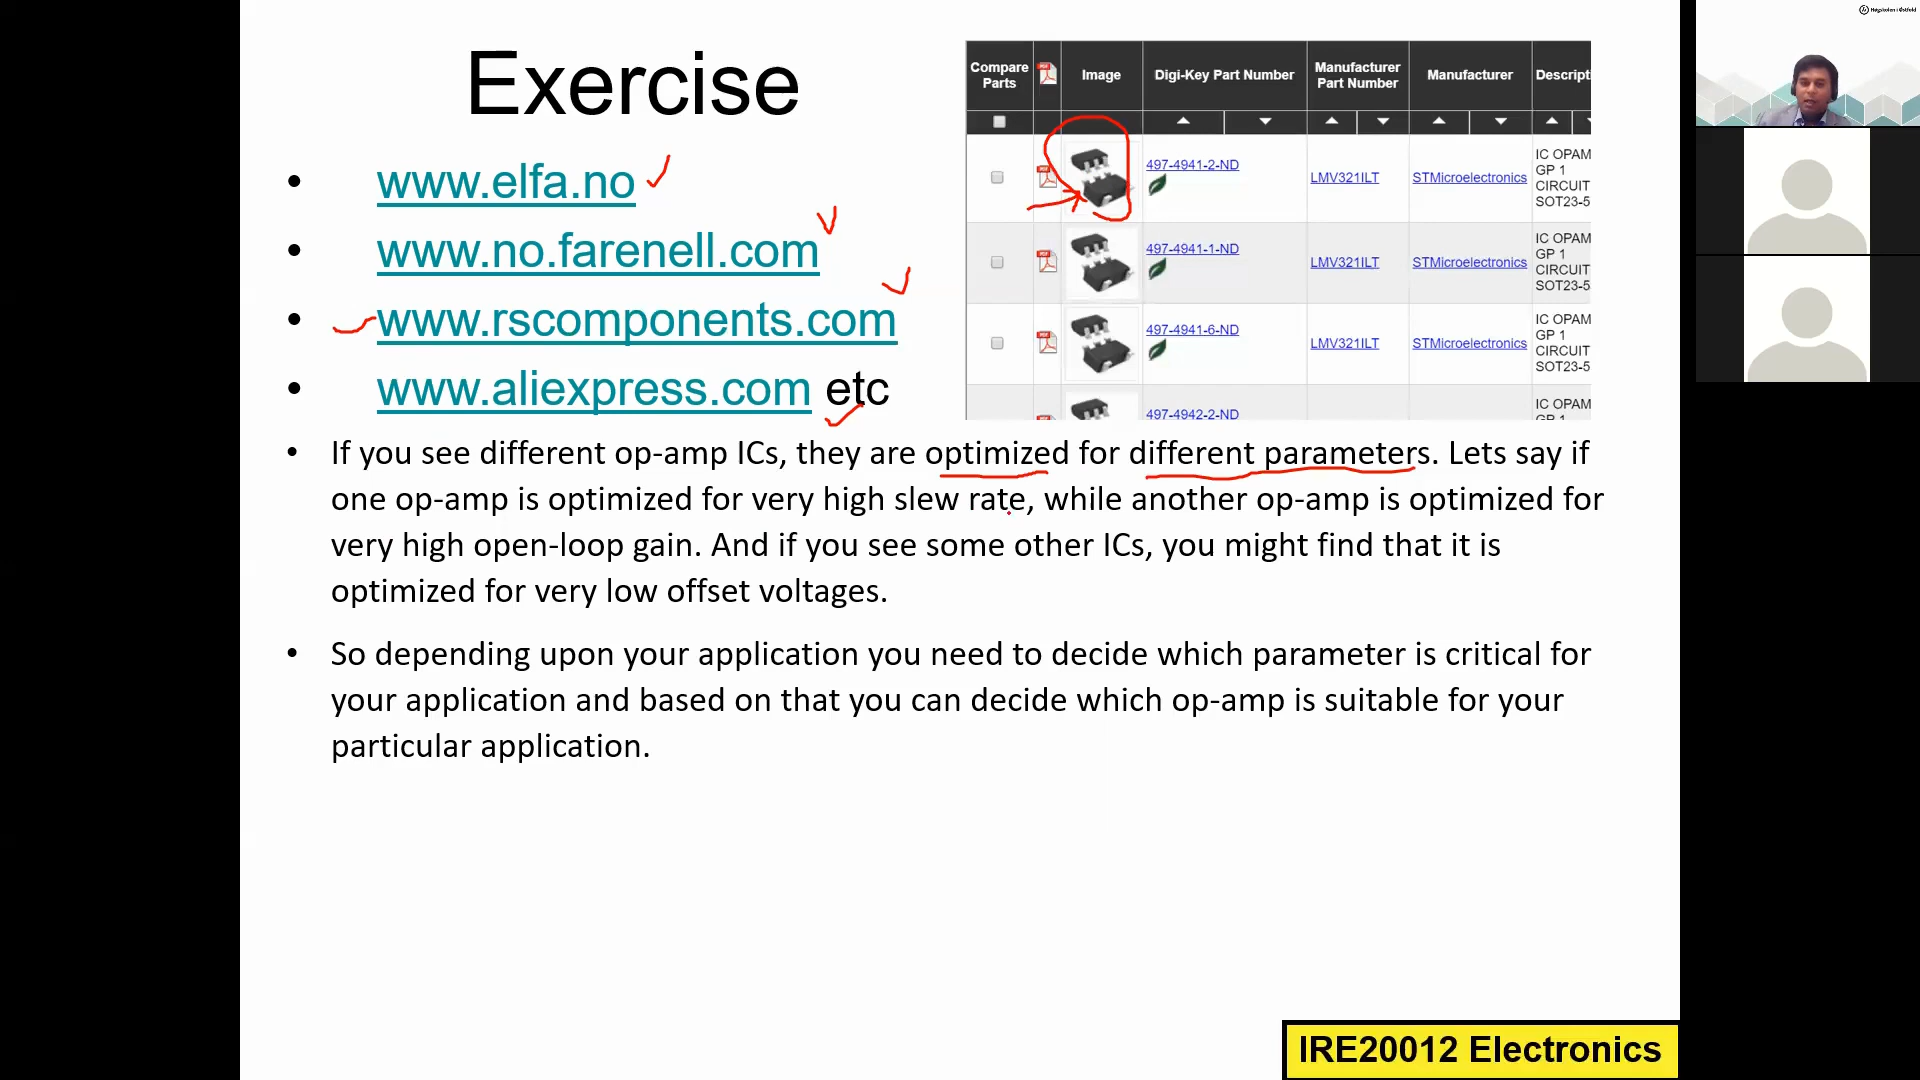 Høgskolen i Østfold
Exercise
• www.elfa.no
• www.no.farenell.com
• www.rscomponents.com
• www.aliexpress.com etc
Compare Parts Image Digi-Key Part Number Manufacturer Part Number Manufacturer Descript
497-4941-2-ND LMV321ILT STMicroelectronics IC OPAM
GP 1
CIRCUIT
SOT23-5
497-4941-1-ND LMV321ILT STMicroelectronics IC OPAM
GP 1
CIRCUIT
SOT23-5
497-4941-6-ND LMV321ILT STMicroelectronics IC OPAM
GP 1
CIRCUIT
SOT23-5
497-4942-2-ND IC OPAM
• If you see different op-amp ICs, they are optimized for different parameters. Lets say if
one op-amp is optimized for very high slew rate, while another op-amp is optimized for
very high open-loop gain. And if you see some other ICs, you might find that it is
optimized for very low offset voltages.
• So depending upon your application you need to decide which parameter is critical for
your application and based on that you can decide which op-amp is suitable for your
particular application.
IRE20012 Electronics